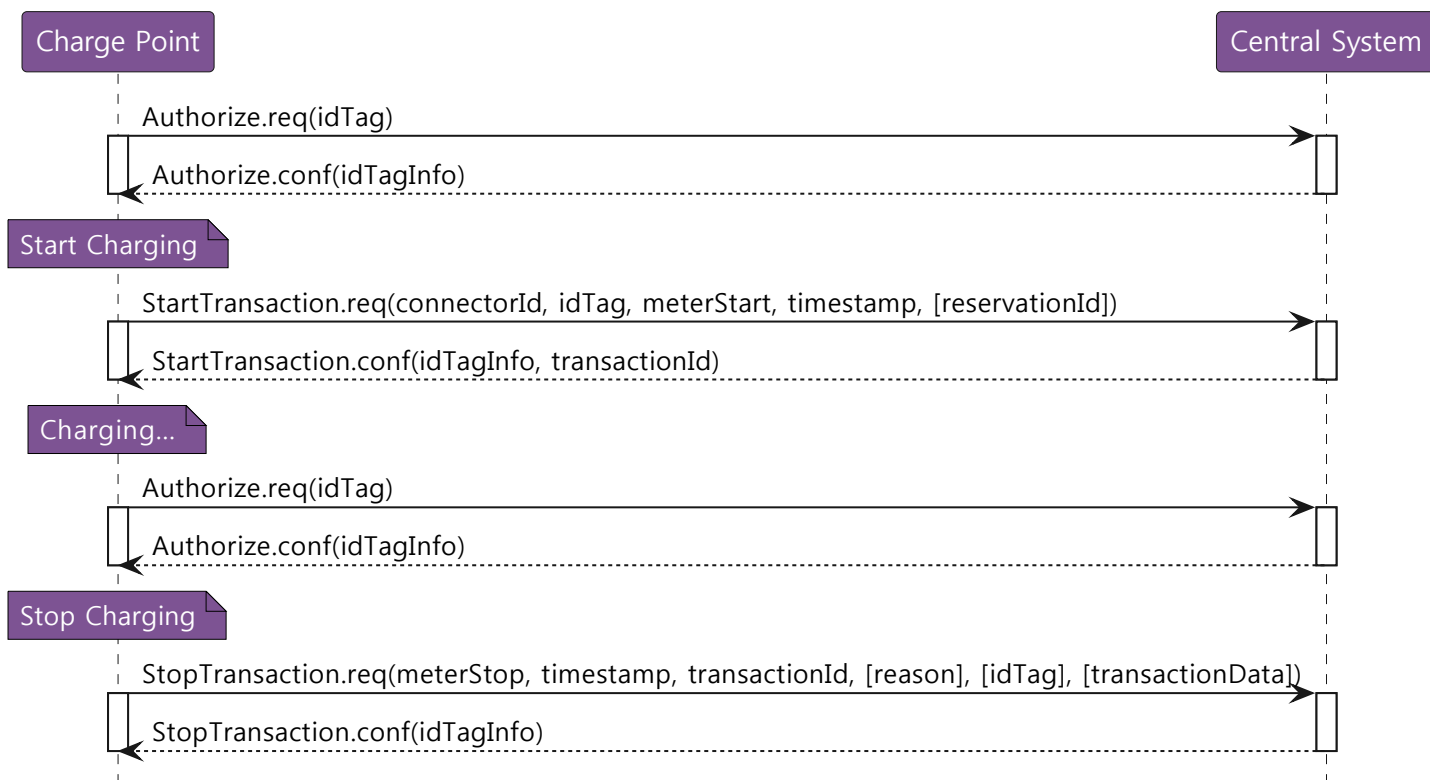 Charge Point
Central System
Authorize.req(idTag)
Authorize.conf(idTagInfo)
Start Charging
StartTransaction.req(connectorId, idTag, meterStart, timestamp, [reservationId])
StartTransaction.conf(idTagInfo, transactionId)
Charging...
Authorize.req(idTag)
Authorize.conf(idTagInfo)
Stop Charging
StopTransaction.req(meterStop, timestamp, transactionId, [reason], [idTag], [transactionData])
StopTransaction.conf(idTagInfo)